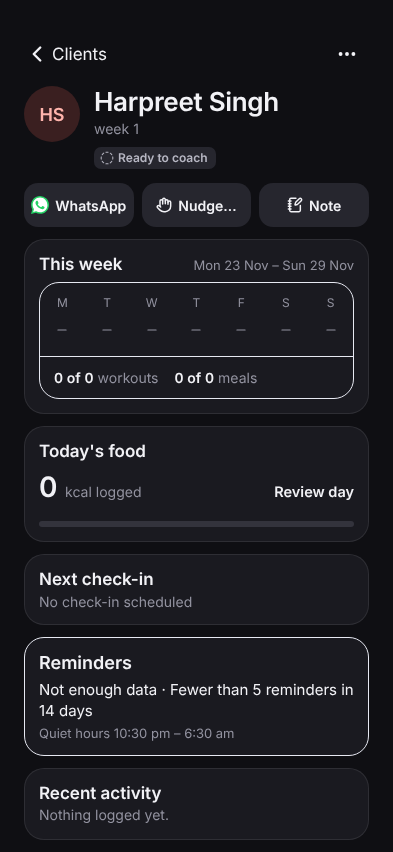 Clients
HS
Harpreet Singh
week 1
Ready to coach
WhatsApp
Nudge...
Note
This week
Mon 23 Nov – Sun 29 Nov
M T W T F S S
– – – – – – –
0 of 0 workouts 0 of 0 meals
Today's food
0 kcal logged
Review day
Next check-in
No check-in scheduled
Reminders
Not enough data · Fewer than 5 reminders in
14 days
Quiet hours 10:30 pm – 6:30 am
Recent activity
Nothing logged yet.